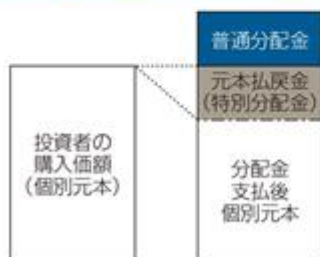 普通分配金
元本払戻金
(特別分配金)
投資者の
購入価額
(個別元本)
分配金
支払後
個別元本